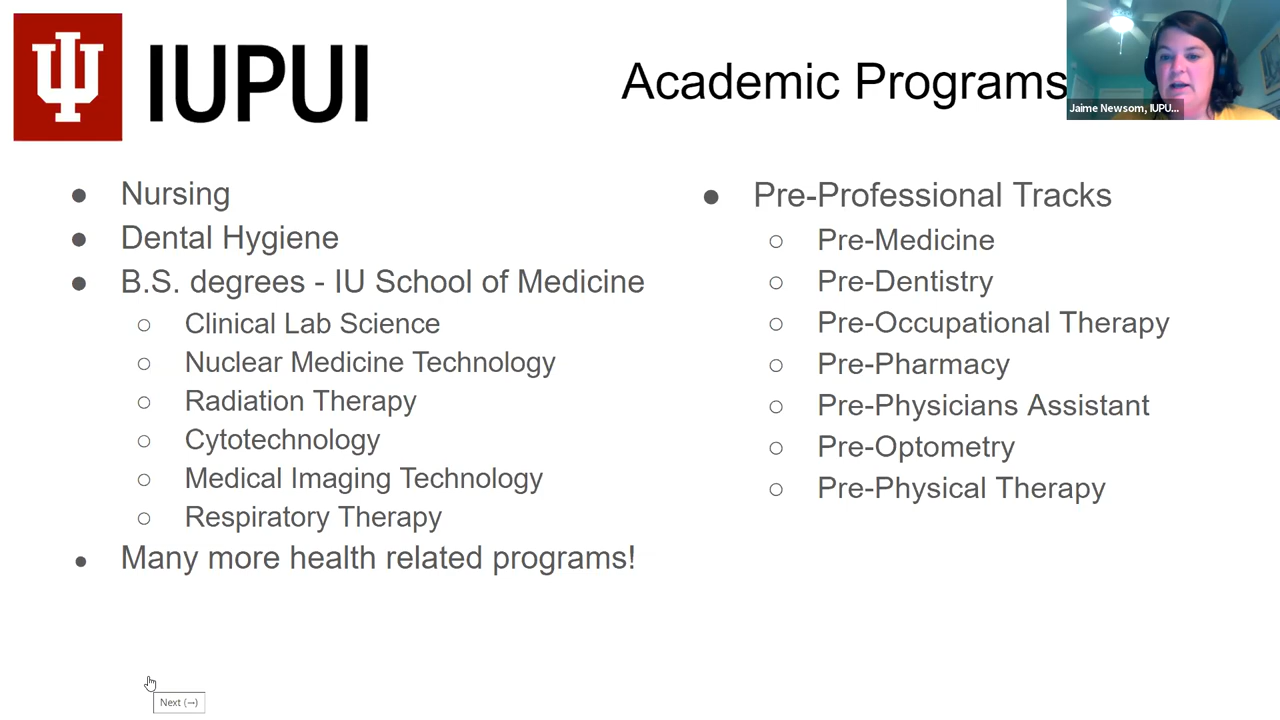 IUPUI
Academic Programs
Jaime Newsom, IUPU...
● Nursing
● Dental Hygiene
● B.S. degrees - IU School of Medicine
○ Clinical Lab Science
○ Nuclear Medicine Technology
○ Radiation Therapy
○ Cytotechnology
○ Medical Imaging Technology
○ Respiratory Therapy
● Many more health related programs!
● Pre-Professional Tracks
○ Pre-Medicine
○ Pre-Dentistry
○ Pre-Occupational Therapy
○ Pre-Pharmacy
○ Pre-Physicians Assistant
○ Pre-Optometry
○ Pre-Physical Therapy
Next (→)